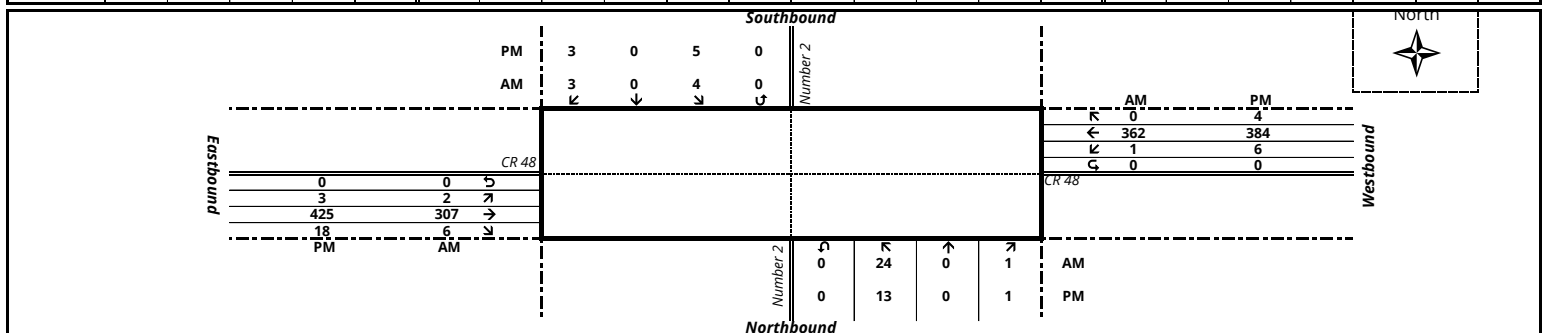 Southbound
North
PM 3 0 5 0
Number 2
AM 3 0 4 0
↙ ↓ ↘ ↺
AM PM
↖ 0 4
← 362 384
↙ 1 6
↺ 0 0
Eastbound
Westbound
CR 48
CR 48
0 0 ↺
3 2 ↗
425 307 →
18 6 ↘
PM AM
Number 2
↺ ↖ ↑ ↗
0 24 0 1 AM
0 13 0 1 PM
Northbound